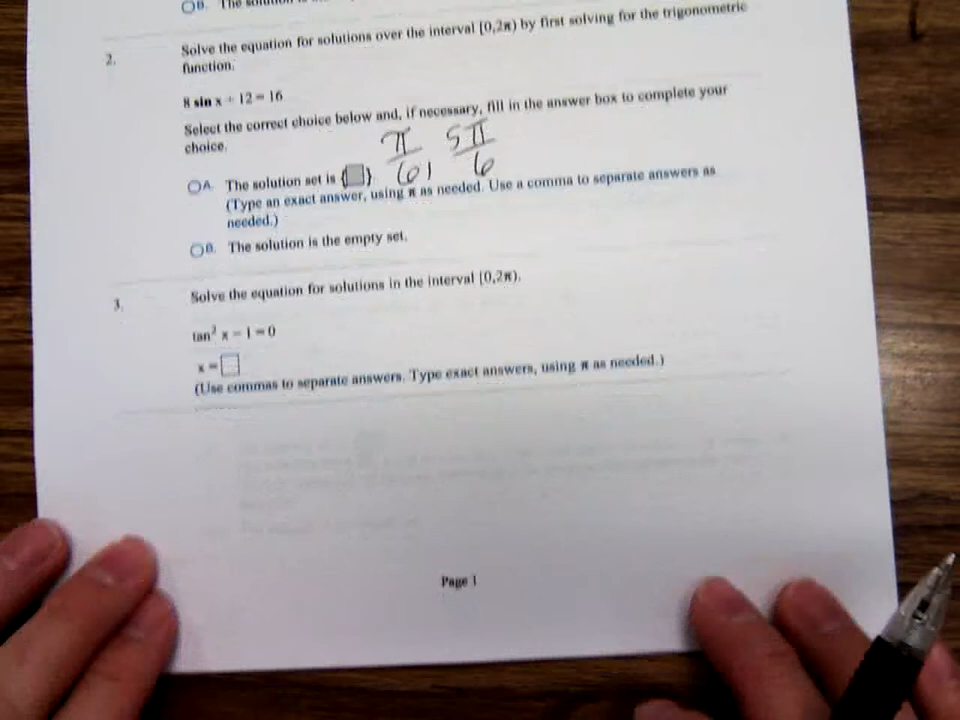 B. The solution is
2. Solve the equation for solutions over the interval [0,2π) by first solving for the trigonometric
function.
8 sin x + 12 = 16
Select the correct choice below and, if necessary, fill in the answer box to complete your
choice.
π/6, 5π/6
A. The solution set is { }
(Type an exact answer, using π as needed. Use a comma to separate answers as
needed.)
B. The solution is the empty set.
3. Solve the equation for solutions in the interval [0,2π).
tan² x − 1 = 0
x =
(Use commas to separate answers. Type exact answers, using π as needed.)
Page 1